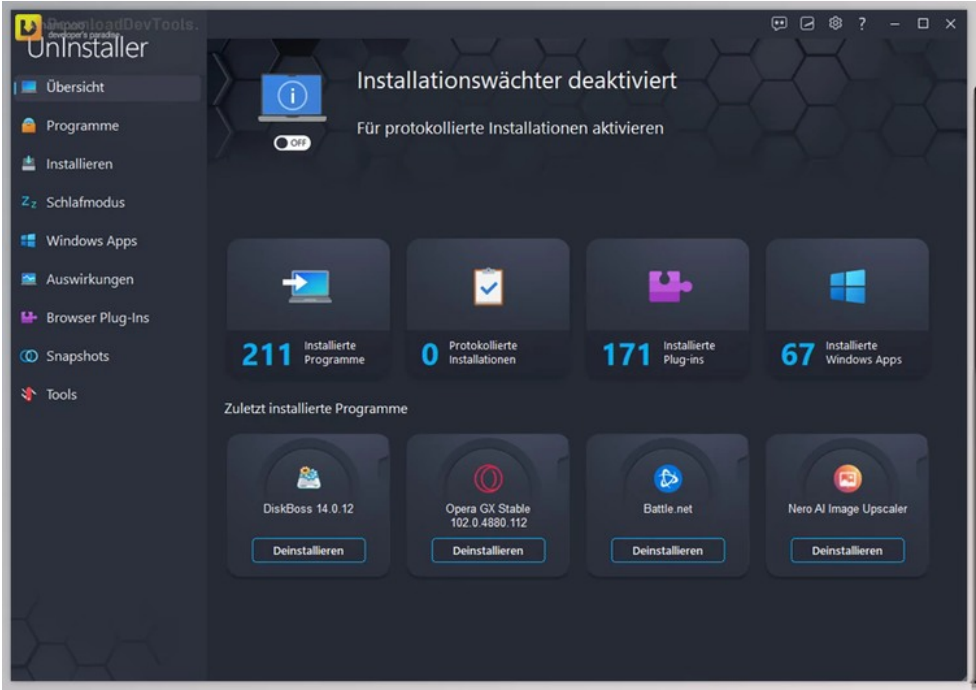 DownloadDevTools.
developer's paradise
UnInstaller
Übersicht
Programme
Installieren
Schlafmodus
Windows Apps
Auswirkungen
Browser Plug-Ins
Snapshots
Tools
Installationswächter deaktiviert
Für protokollierte Installationen aktivieren
OFF
211 Installierte
Programme
0 Protokollierte
Installationen
171 Installierte
Plug-ins
67 Installierte
Windows Apps
Zuletzt installierte Programme
DiskBoss 14.0.12
Deinstallieren
Opera GX Stable
102.0.4880.112
Deinstallieren
Battle.net
Deinstallieren
Nero AI Image Upscaler
Deinstallieren